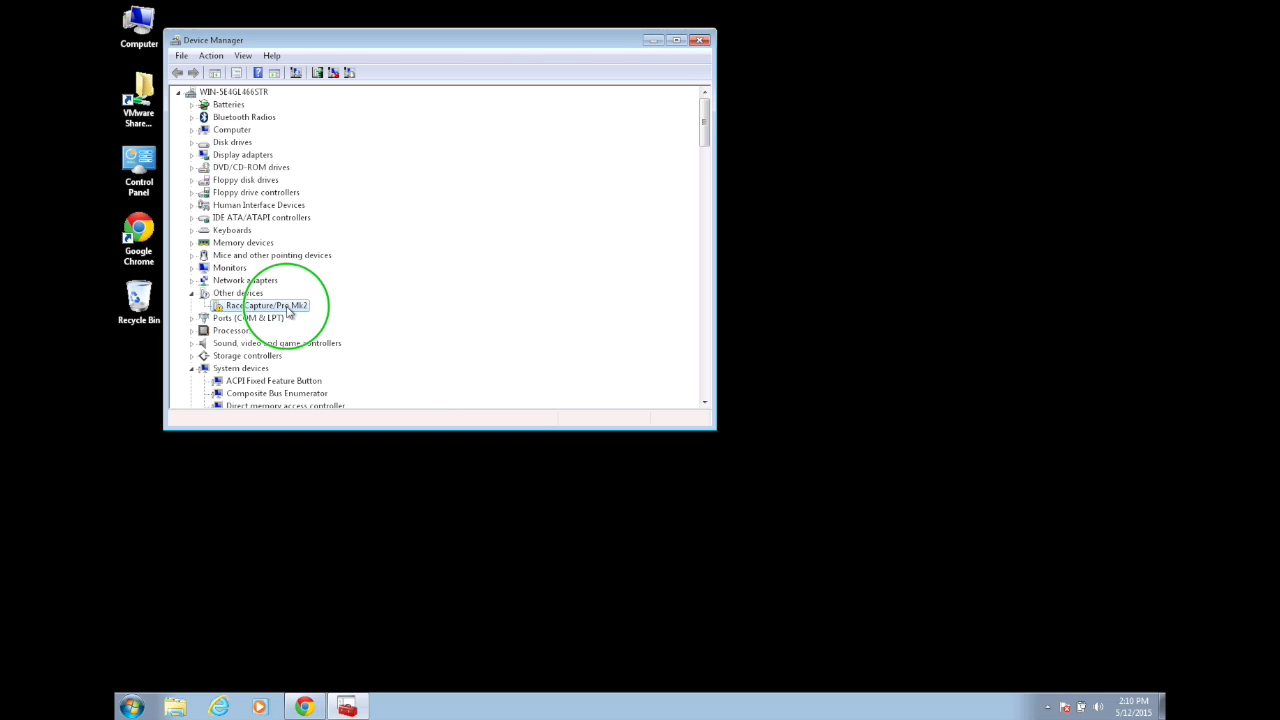 Computer
VMware
Share...
Control
Panel
Google
Chrome
Recycle Bin
Device Manager
File Action View Help
WIN-5E4GL466STR
Batteries
Bluetooth Radios
Computer
Disk drives
Display adapters
DVD/CD-ROM drives
Floppy disk drives
Floppy drive controllers
Human Interface Devices
IDE ATA/ATAPI controllers
Keyboards
Memory devices
Mice and other pointing devices
Monitors
Network adapters
Other devices
RaceCapture/Pro Mk2
Ports (COM & LPT)
Processors
Sound, video and game controllers
Storage controllers
System devices
ACPI Fixed Feature Button
Composite Bus Enumerator
Direct memory access controller
2:10 PM
5/12/2015